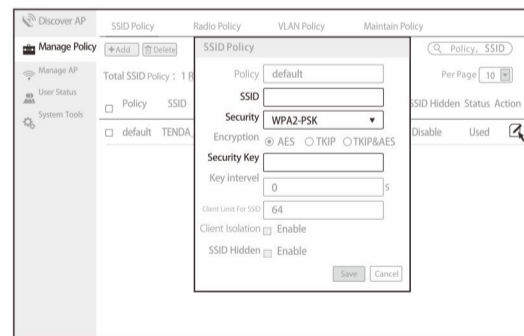 Discover AP
Manage Policy
Manage AP
User Status
System Tools
SSID Policy Radio Policy VLAN Policy Maintain Policy
+Add Delete Policy, SSID
Total SSID Policy : 1 Per Page 10
Policy SSID SSID Hidden Status Action
default TENDA_ Disable Used
SSID Policy
Policy default
SSID
Security WPA2-PSK
Encryption AES TKIP TKIP&AES
Security Key
Key intervel 0 s
Client Limit For SSID 64
Client Isolation Enable
SSID Hidden Enable
Save Cancel